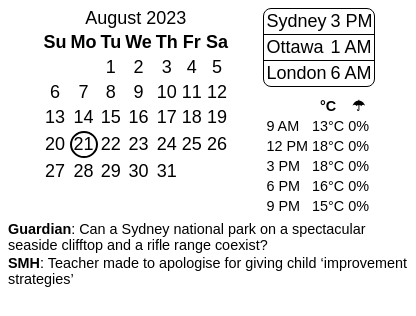 August 2023
Su Mo Tu We Th Fr Sa
1 2 3 4 5
6 7 8 9 10 11 12
13 14 15 16 17 18 19
20 21 22 23 24 25 26
27 28 29 30 31
Sydney 3 PM
Ottawa 1 AM
London 6 AM
°C ☂
9 AM 13°C 0%
12 PM 18°C 0%
3 PM 18°C 0%
6 PM 16°C 0%
9 PM 15°C 0%
Guardian: Can a Sydney national park on a spectacular
seaside clifftop and a rifle range coexist?
SMH: Teacher made to apologise for giving child ‘improvement
strategies’